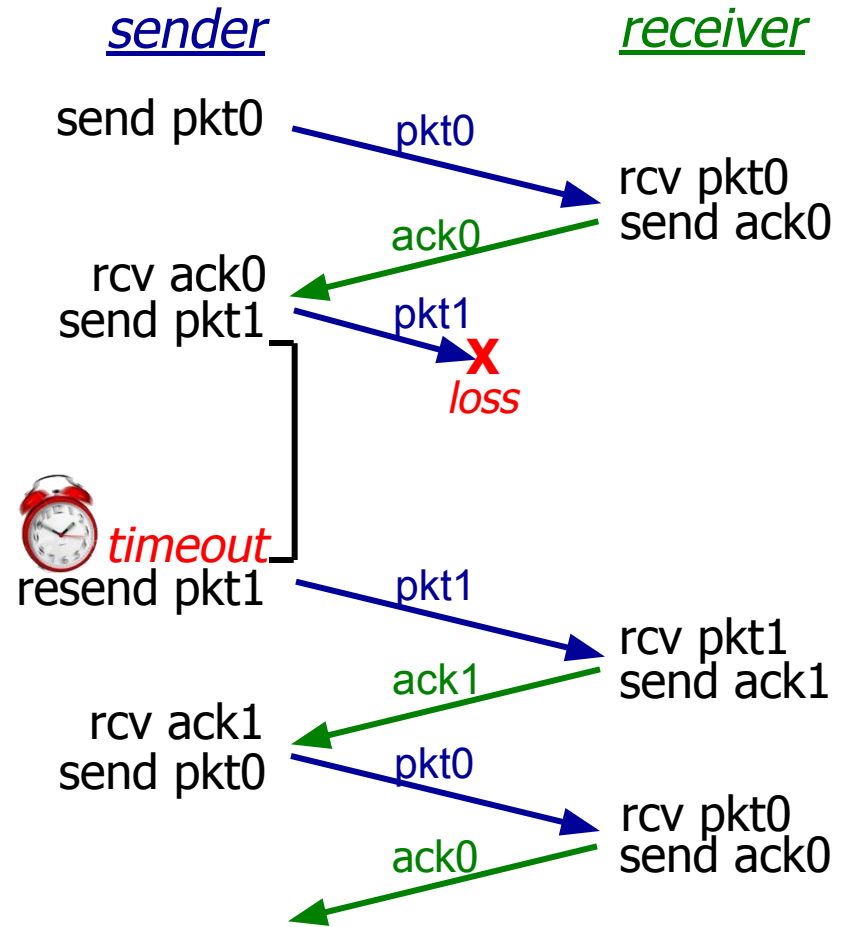 sender
receiver
send pkt0
pkt0
rcv pkt0
send ack0
ack0
rcv ack0
send pkt1
pkt1
X
loss
timeout
resend pkt1
pkt1
rcv pkt1
send ack1
ack1
rcv ack1
send pkt0
pkt0
rcv pkt0
send ack0
ack0